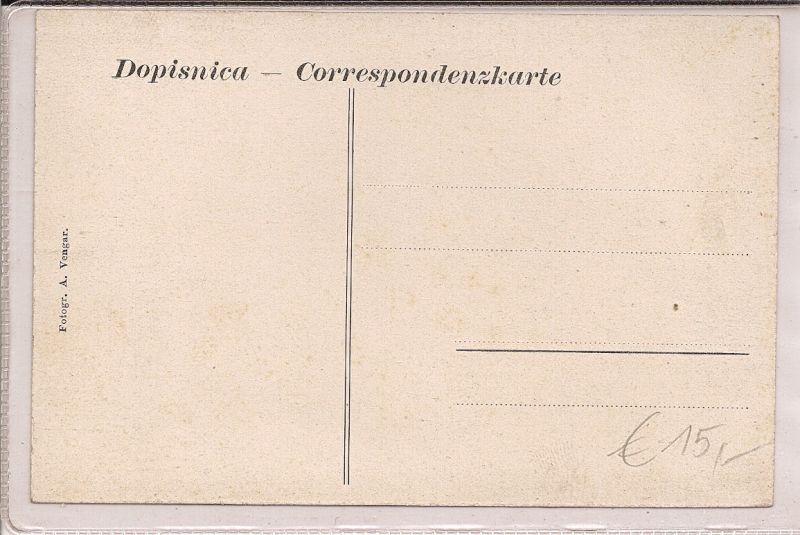 Dopisnica — Correspondenzkarte
Fotogr. A. Vengar.
€ 15,-